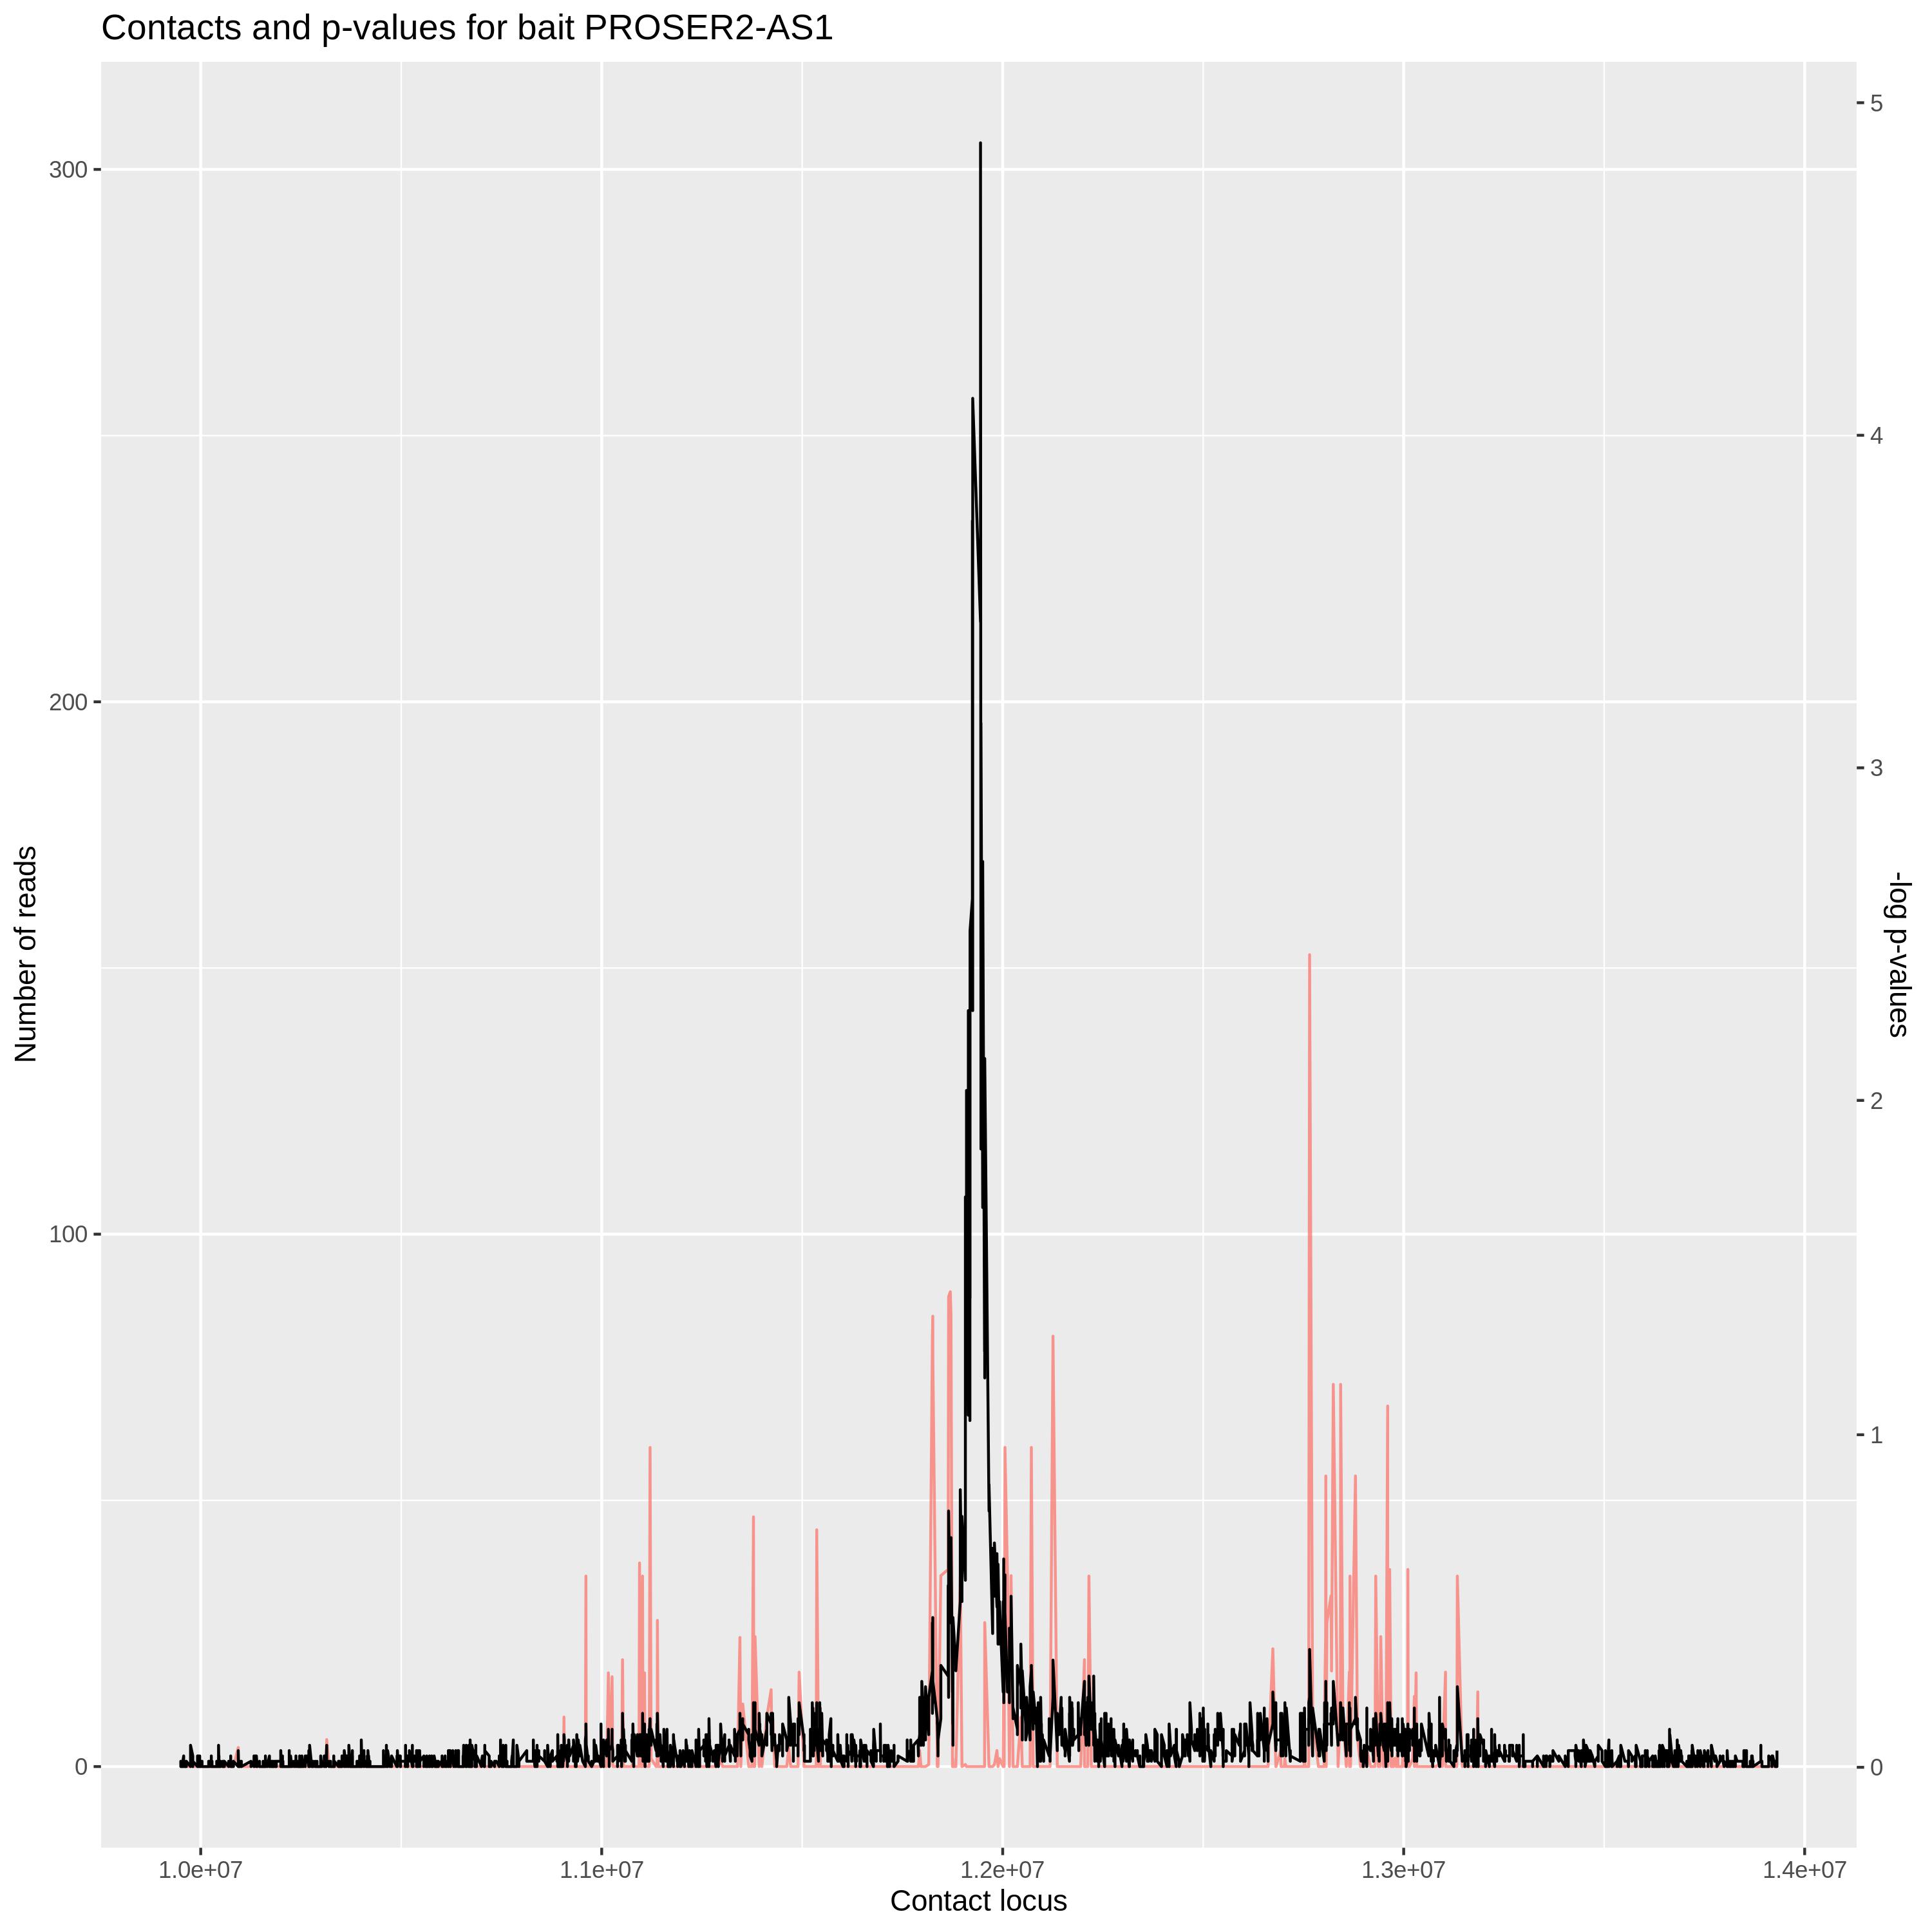 Contacts and p-values for bait PROSER2-AS1
5
300
4
200
3
Number of reads
-log p-values
2
100
1
0
0
1.0e+07 1.1e+07 1.2e+07 1.3e+07 1.4e+07
Contact locus